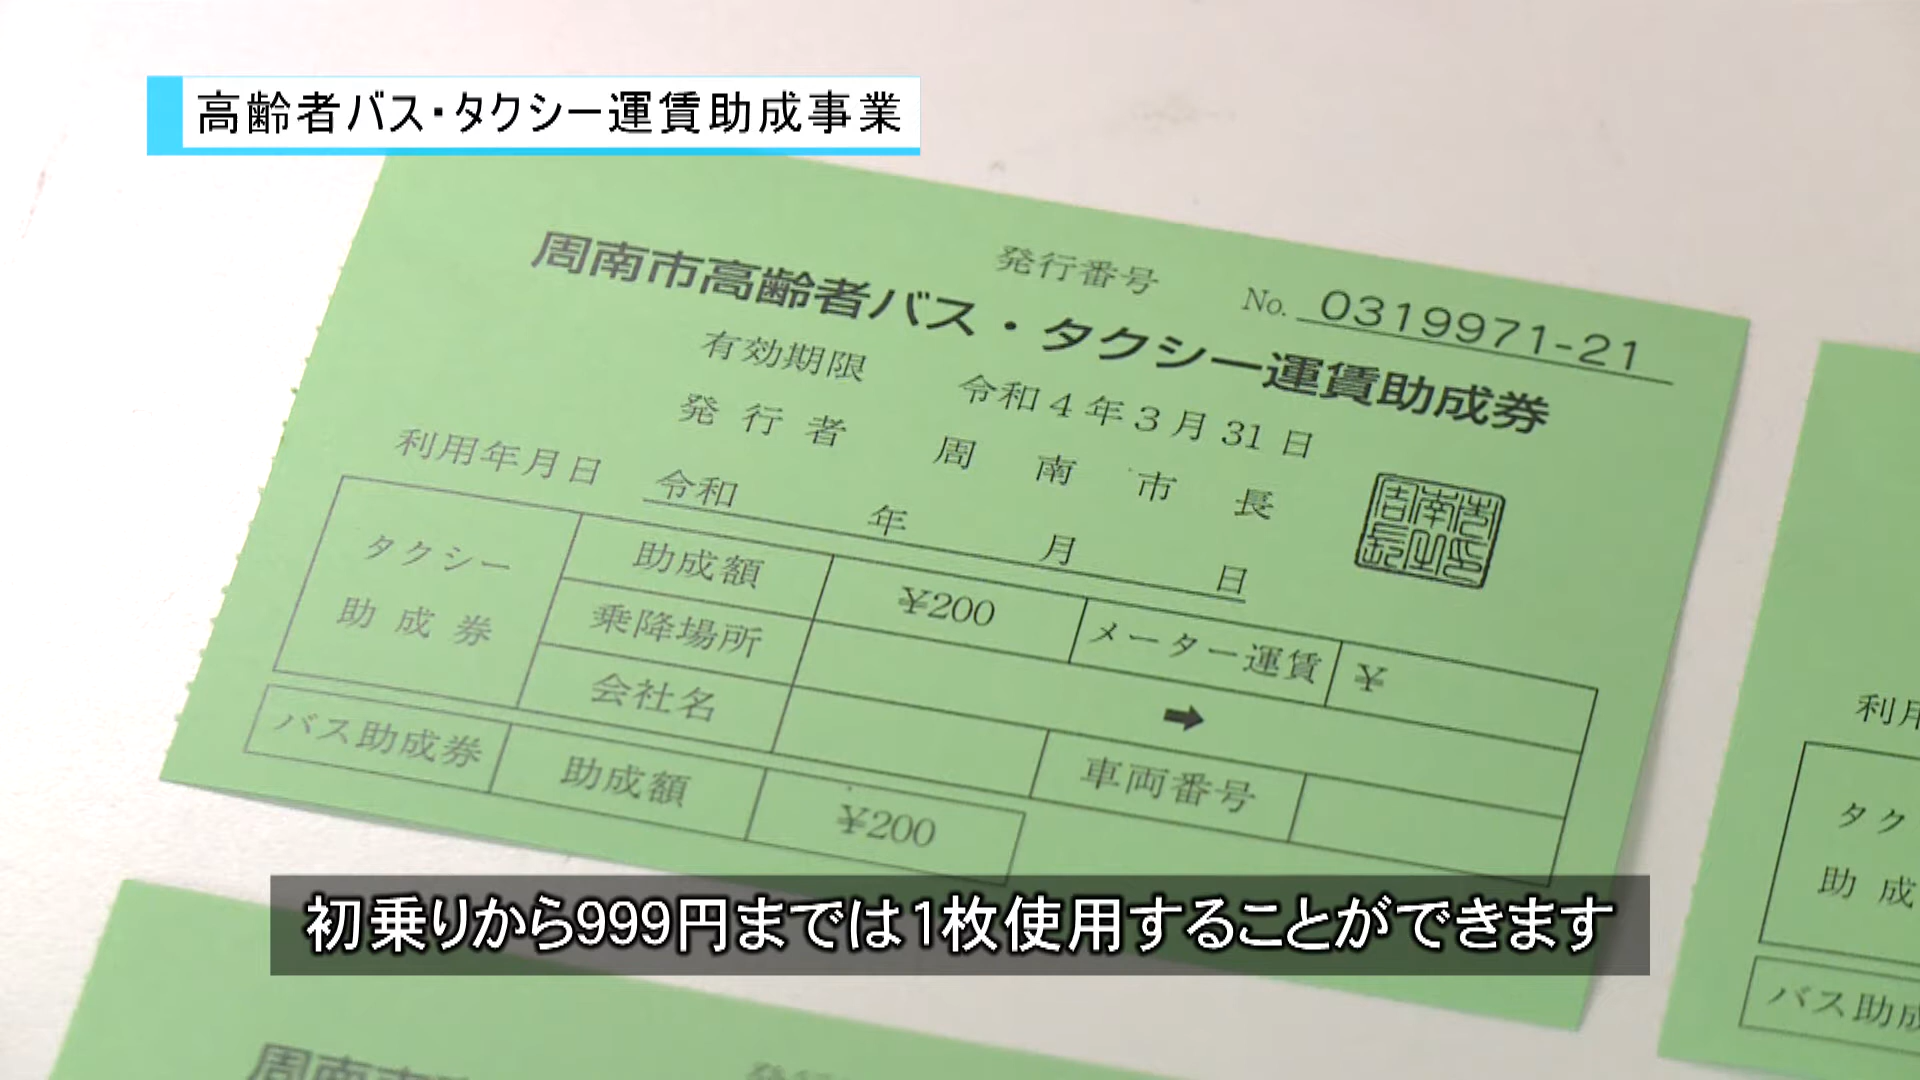 高齢者バス・タクシー運賃助成事業
発行番号 No. 0319971-21
周南市高齢者バス・タクシー運賃助成券
有効期限 令和4年3月31日
発行者 周南市長
利用年月日 令和 年 月 日
タクシー
助成券
助成額 ¥200 メーター運賃 ¥
乗降場所 ➡
会社名 車両番号
バス助成券 助成額 ¥200
利用
タク
助成
バス助成
初乗りから999円までは1枚使用することができます
周南市